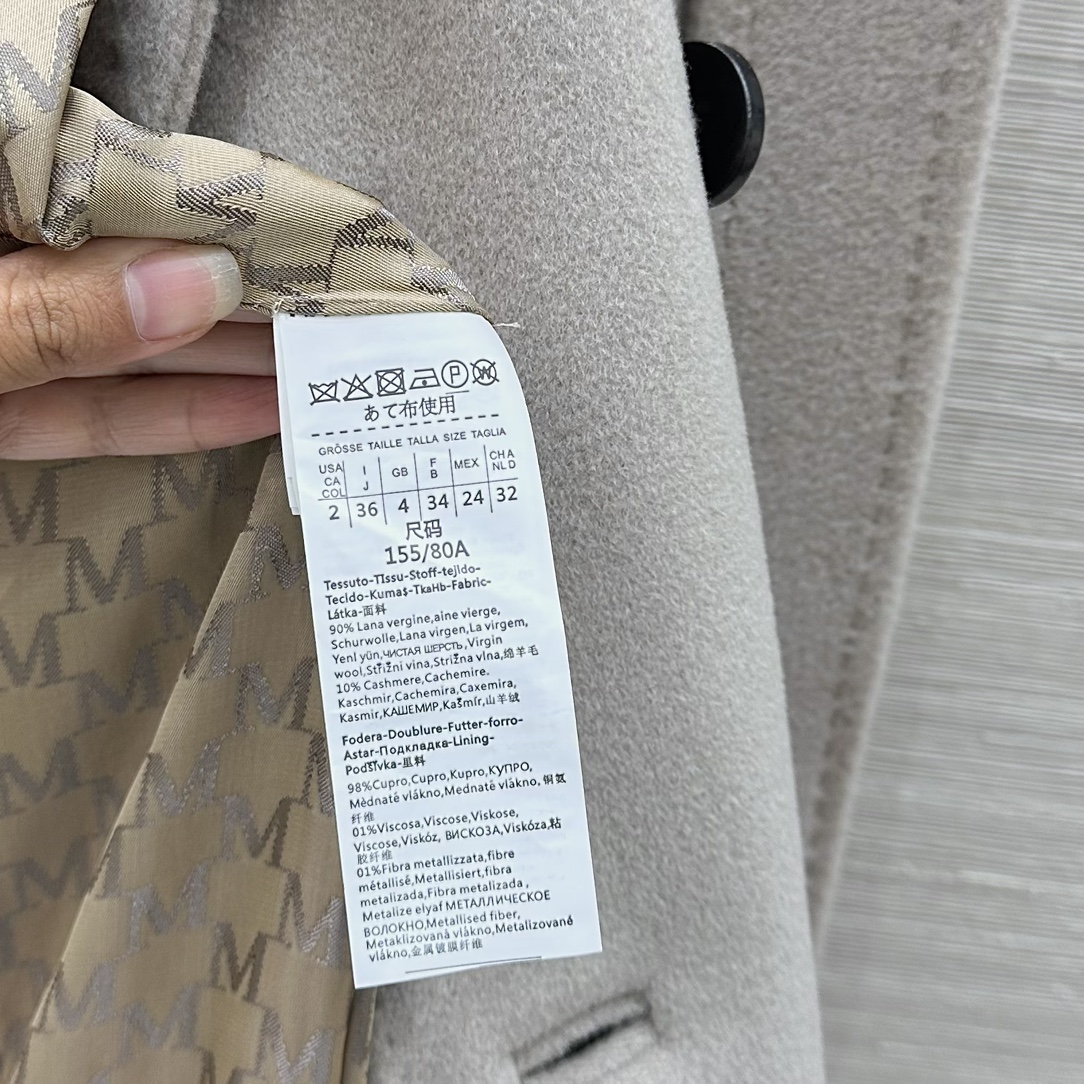 P W
あて布使用
GRÖSSE TAILLE TALLA SIZE TAGLIA
USA CA COL I J GB F B MEX CHA NLD
2 36 4 34 24 32
尺码
155/80A
Tessuto-Tissu-Stoff-tejido-
Tecido-Kumaş-TkaHb-Fabric-
Látka-面料
90% Lana vergine,aine vierge,
Schurwolle,Lana virgen,La virgem,
Yenl yün,ЧИСТАЯ ШЕРСТЬ,Virgin
wool,Střižni vina,Strižna vlna,绵羊毛
10% Cashmere,Cachemire.
Kaschmir,Cachemira,Caxemira,
Kasmir,КАШЕМИР,Kašmír,山羊绒
Fodera-Doublure-Futter-forro-
Astar-Подкладка-Lining-
Podšívka-里料
98%Cupro,Cupro,Kupro,КУПРО,
Mèdnaté vlákno,Mednaté vlákno,铜氨
纤维
01%Viscosa,Viscose,Viskose,
Viscose,Viskóz, ВИСКОЗА,Viskóza,粘
胶纤维
01%Fibra metallizzata,fibre
métallisé,Metallisiert,fibra
metalizada,Fibra metalizada,
Metalize elyaf МЕТАЛЛИЧЕСКОЕ
ВОЛОКНО,Metallised fiber,
Metaklizovaná vlákno,Metalizované
vlákno,金属镀膜纤维